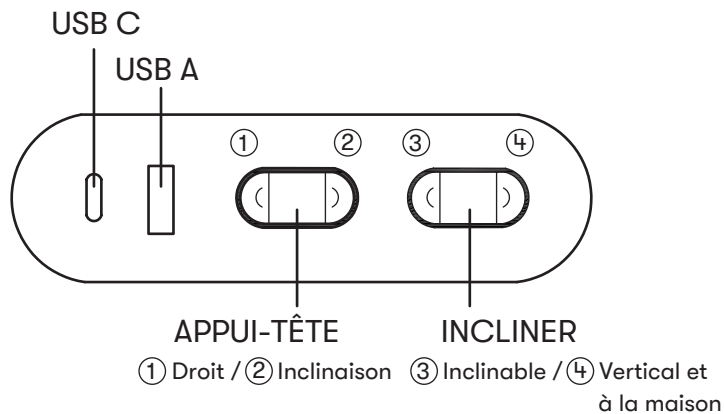 USB C
USB A
① ② ③ ④
APPUI-TÊTE
① Droit / ② Inclinaison
INCLINER
③ Inclinable / ④ Vertical et
à la maison